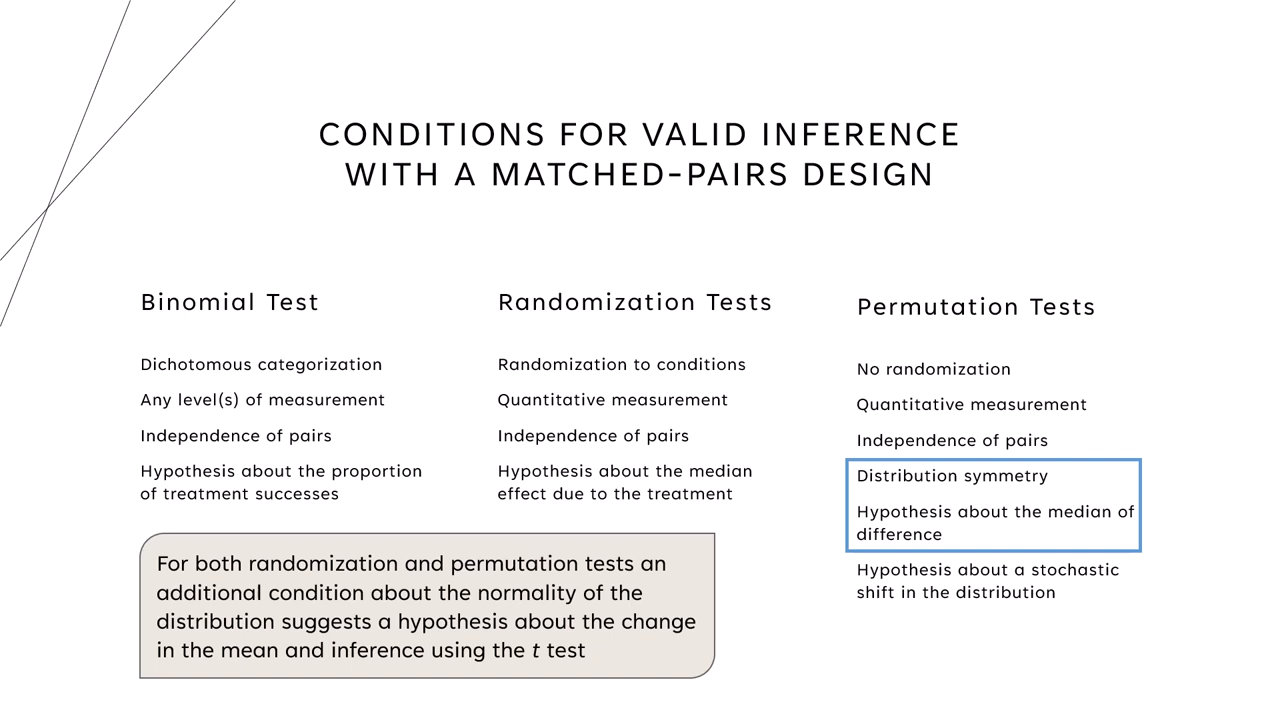 CONDITIONS FOR VALID INFERENCE
WITH A MATCHED-PAIRS DESIGN
Binomial Test
Dichotomous categorization
Any level(s) of measurement
Independence of pairs
Hypothesis about the proportion
of treatment successes
Randomization Tests
Randomization to conditions
Quantitative measurement
Independence of pairs
Hypothesis about the median
effect due to the treatment
Permutation Tests
No randomization
Quantitative measurement
Independence of pairs
Distribution symmetry
Hypothesis about the median of
difference
Hypothesis about a stochastic
shift in the distribution
For both randomization and permutation tests an
additional condition about the normality of the
distribution suggests a hypothesis about the change
in the mean and inference using the t test